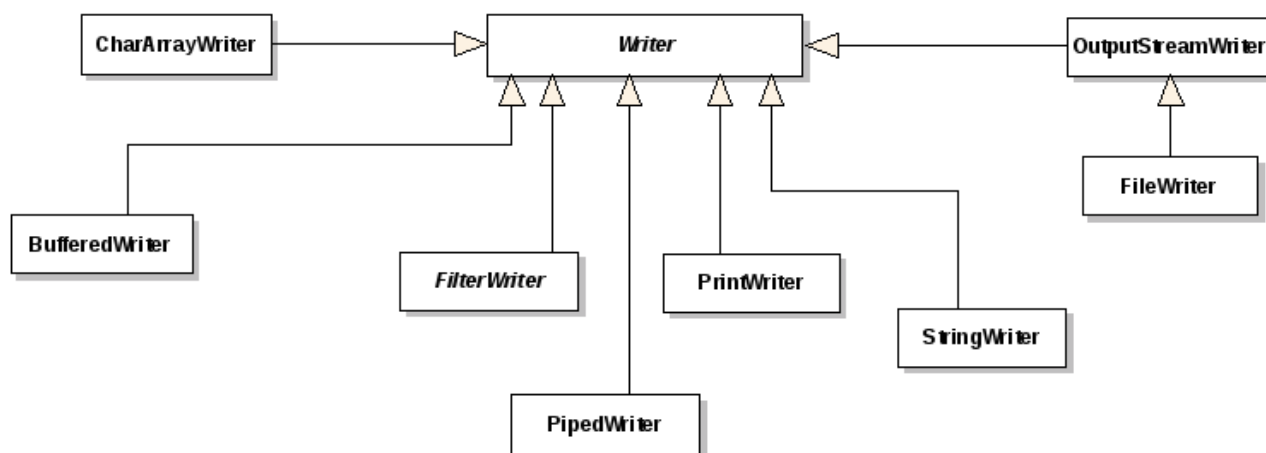 CharArrayWriter
Writer
OutputStreamWriter
FileWriter
BufferedWriter
FilterWriter
PrintWriter
StringWriter
PipedWriter